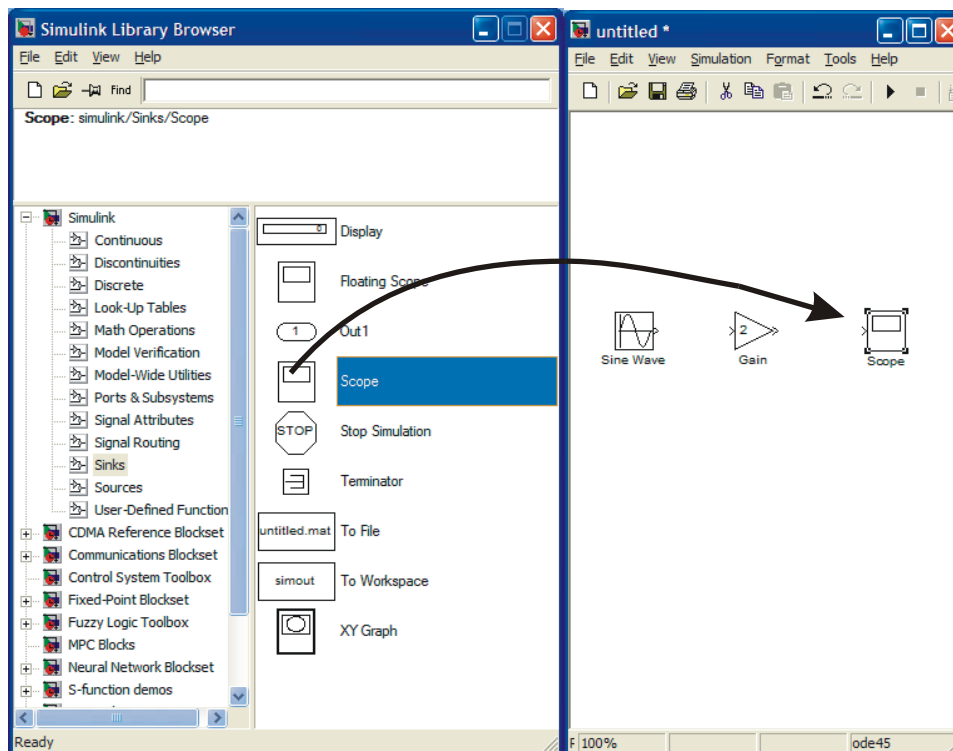 Simulink Library Browser
File Edit View Help
Find
Scope: simulink/Sinks/Scope
Simulink
Continuous
Discontinuities
Discrete
Look-Up Tables
Math Operations
Model Verification
Model-Wide Utilities
Ports & Subsystems
Signal Attributes
Signal Routing
Sinks
Sources
User-Defined Function
CDMA Reference Blockset
Communications Blockset
Control System Toolbox
Fixed-Point Blockset
Fuzzy Logic Toolbox
MPC Blocks
Neural Network Blockset
S-function demos
0
Display
Floating Scope
1
Out1
Scope
STOP
Stop Simulation
Terminator
untitled.mat
To File
simout
To Workspace
XY Graph
Ready
untitled *
File Edit View Simulation Format Tools Help
Sine Wave
2
Gain
Scope
F 100%
ode45